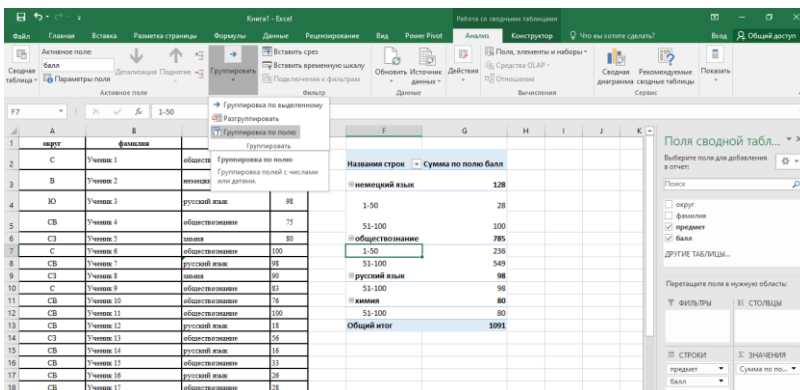 Книга1 - Excel
Работа со сводными таблицами
Файл Главная Вставка Разметка страницы Формулы Данные Рецензирование Вид Power Pivot Анализ Конструктор Что вы хотите сделать? Вход Общий доступ
Сводная таблица
Активное поле:
балл
Параметры поля
Детализация Поднятие
Активное поле
Группировать
Вставить срез
Вставить временную шкалу
Подключения к фильтрам
Фильтр
Обновить Источник данных
Данные
Действия
Поля, элементы и наборы
Средства OLAP
Отношения
Вычисления
Сводная диаграмма
Рекомендуемые сводные таблицы
Сервис
Показать
Группировка по выделенному
Разгруппировать
Группировка по полю
Группировать
Группировка по полю
Группировка полей с числами или датами.
F7 fx 1-50
A B F G H I J K
1 округ фамилия
2 С Ученик 1 Названия строк Сумма по полю балл
3 В Ученик 2 немецкий язык 128
4 Ю Ученик 3 русский язык 98 1-50 28
5 СВ Ученик 4 обществознание 75 51-100 100
6 СЗ Ученик 5 химия 80 обществознание 785
7 С Ученик 6 обществознание 100 1-50 236
8 СВ Ученик 7 русский язык 98 51-100 549
9 СЗ Ученик 8 химия 90 русский язык 98
10 С Ученик 9 обществознание 83 51-100 98
11 СВ Ученик 10 обществознание 76 химия 80
12 СВ Ученик 11 обществознание 100 51-100 80
13 СВ Ученик 12 русский язык 18 Общий итог 1091
14 СЗ Ученик 13 обществознание 56
15 СВ Ученик 14 русский язык 16
16 СВ Ученик 15 обществознание 33
17 СВ Ученик 16 русский язык 26
18 СВ Ученик 17 обществознание 28
Поля сводной табл...
Выберите поля для добавления в отчет:
Поиск
округ
фамилия
предмет
балл
ДРУГИЕ ТАБЛИЦЫ...
Перетащите поля в нужную область:
ФИЛЬТРЫ СТОЛБЦЫ
СТРОКИ Σ ЗНАЧЕНИЯ
предмет Сумма по по...
балл